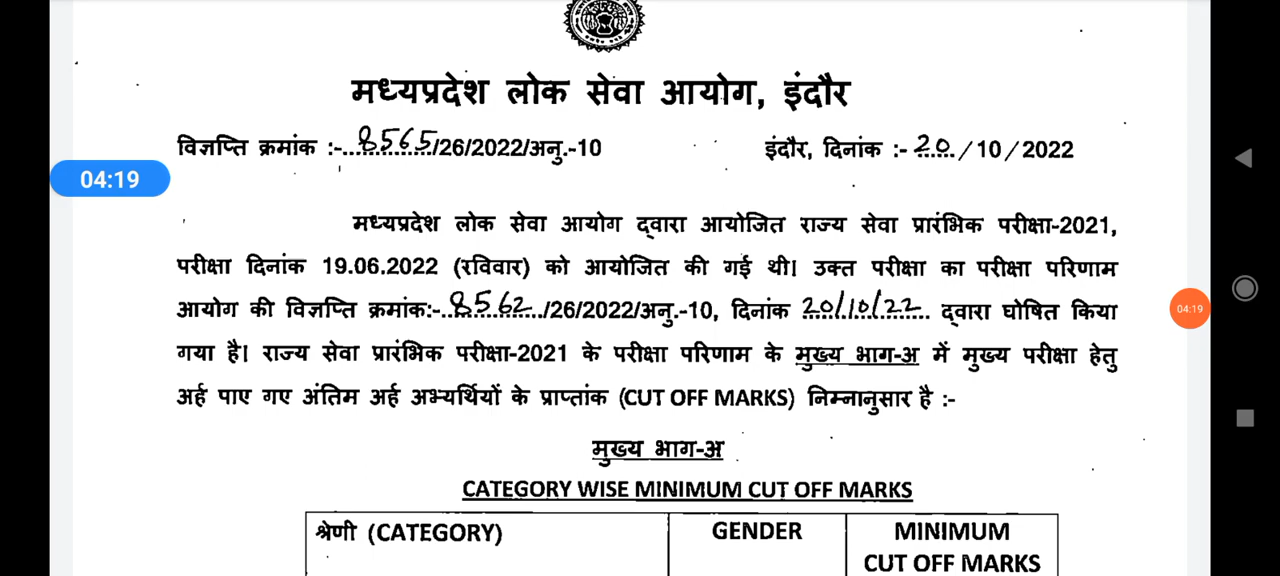 मध्यप्रदेश लोक सेवा आयोग, इंदौर
विज्ञप्ति क्रमांक :-...8565/26/2022/अनु.-10 इंदौर, दिनांक :- 20 / 10 / 2022
04:19
मध्यप्रदेश लोक सेवा आयोग द्वारा आयोजित राज्य सेवा प्रारंभिक परीक्षा-2021,
परीक्षा दिनांक 19.06.2022 (रविवार) को आयोजित की गई थी। उक्त परीक्षा का परीक्षा परिणाम
आयोग की विज्ञप्ति क्रमांक:-...8562.../26/2022/अनु.-10, दिनांक 20/10/22 द्वारा घोषित किया
04:19
गया है। राज्य सेवा प्रारंभिक परीक्षा-2021 के परीक्षा परिणाम के मुख्य भाग-अ में मुख्य परीक्षा हेतु
अर्ह पाए गए अंतिम अर्ह अभ्यर्थियों के प्राप्तांक (CUT OFF MARKS) निम्नानुसार है :-
मुख्य भाग-अ
CATEGORY WISE MINIMUM CUT OFF MARKS
श्रेणी (CATEGORY) GENDER MINIMUM
CUT OFF MARKS